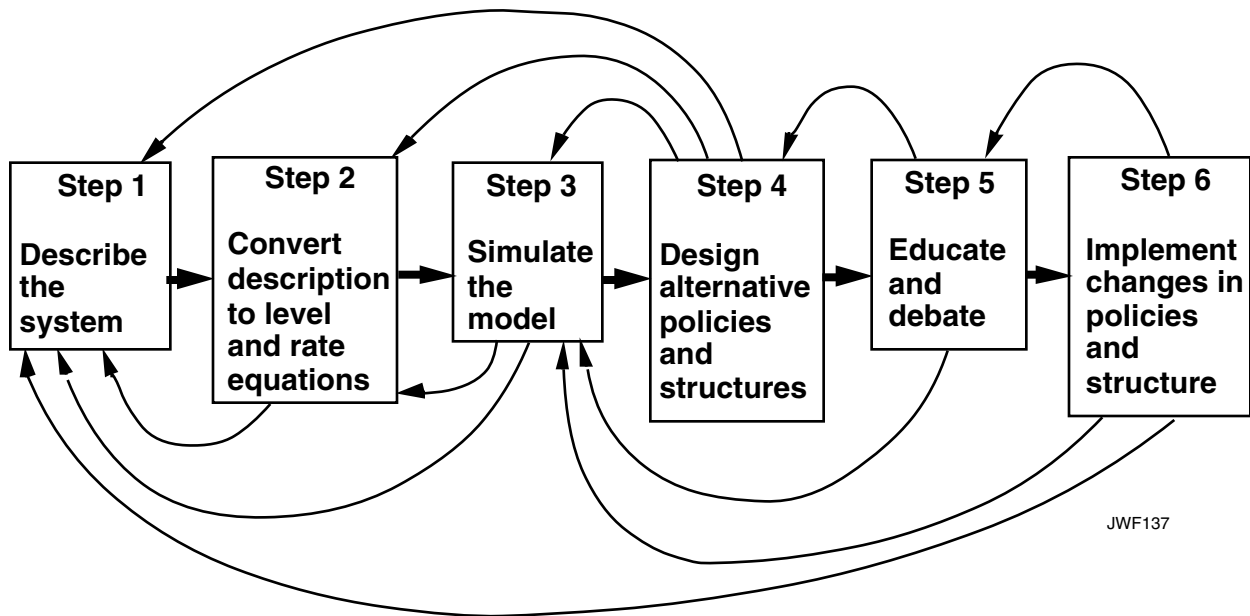 Step 1
Describe
the
system
Step 2
Convert
description
to level
and rate
equations
Step 3
Simulate
the
model
Step 4
Design
alternative
policies
and
structures
Step 5
Educate
and
debate
Step 6
Implement
changes in
policies
and
structure
JWF137